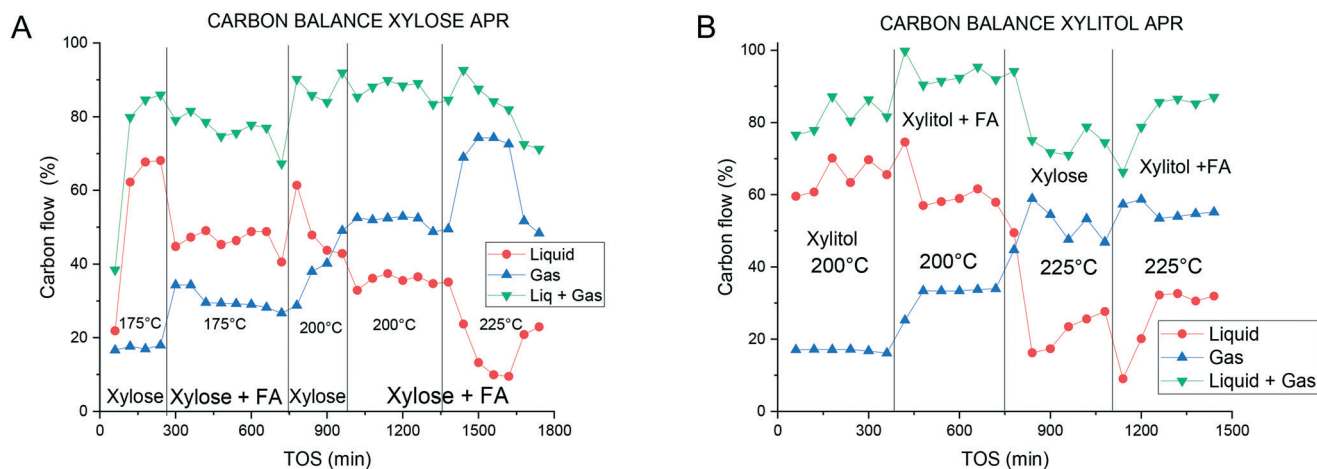 A
CARBON BALANCE XYLOSE APR
Carbon flow (%)
100
80
60
40
20
0
175°C
175°C
200°C
200°C
225°C
Liquid
Gas
Liq + Gas
Xylose
Xylose + FA
Xylose
Xylose + FA
0
300
600
900
1200
1500
1800
TOS (min)
B
CARBON BALANCE XYLITOL APR
Carbon flow (%)
100
80
60
40
20
0
Xylitol + FA
Xylose
Xylitol +FA
Xylitol
200°C
200°C
225°C
225°C
Liquid
Gas
Liquid + Gas
0
300
600
900
1200
1500
TOS (min)